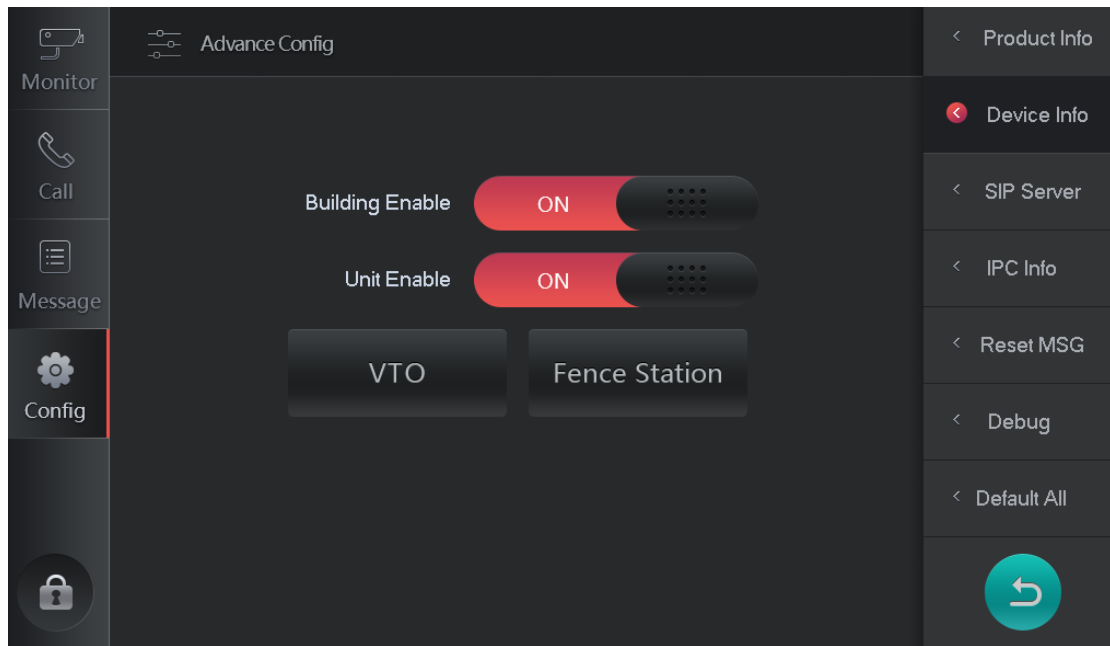 Monitor
Call
Message
Config
Advance Config
Building Enable ON
Unit Enable ON
VTO Fence Station
Product Info
Device Info
SIP Server
IPC Info
Reset MSG
Debug
Default All